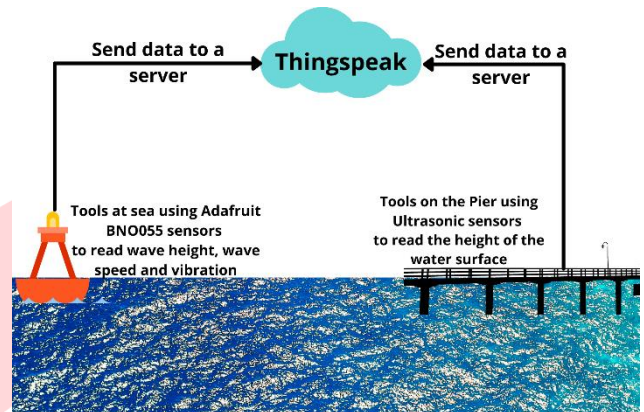 Send data to a
server
Thingspeak
Send data to a
server
Tools at sea using Adafruit
BNO055 sensors
to read wave height, wave
speed and vibration
Tools on the Pier using
Ultrasonic sensors
to read the height of the
water surface